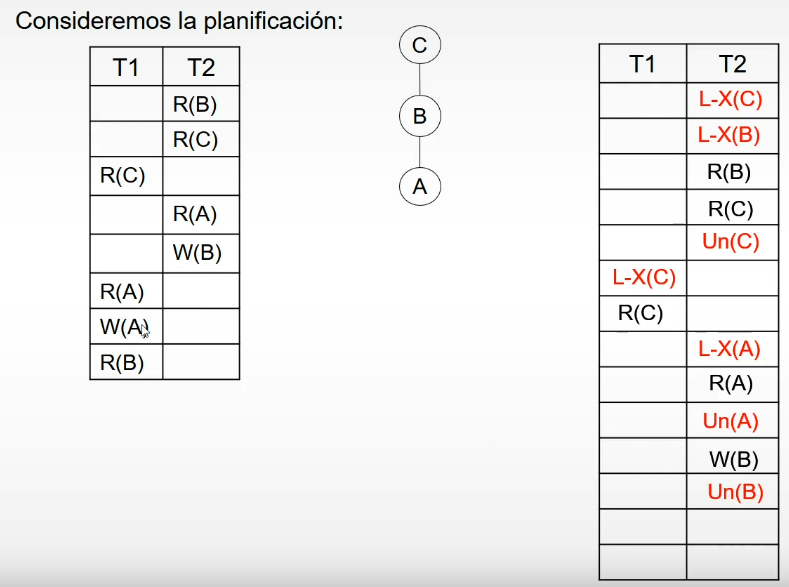 Consideremos la planificación:
T1 T2
R(B)
R(C)
R(C)
R(A)
W(B)
R(A)
W(A)
R(B)
C
B
A
T1 T2
L-X(C)
L-X(B)
R(B)
R(C)
Un(C)
L-X(C)
R(C)
L-X(A)
R(A)
Un(A)
W(B)
Un(B)